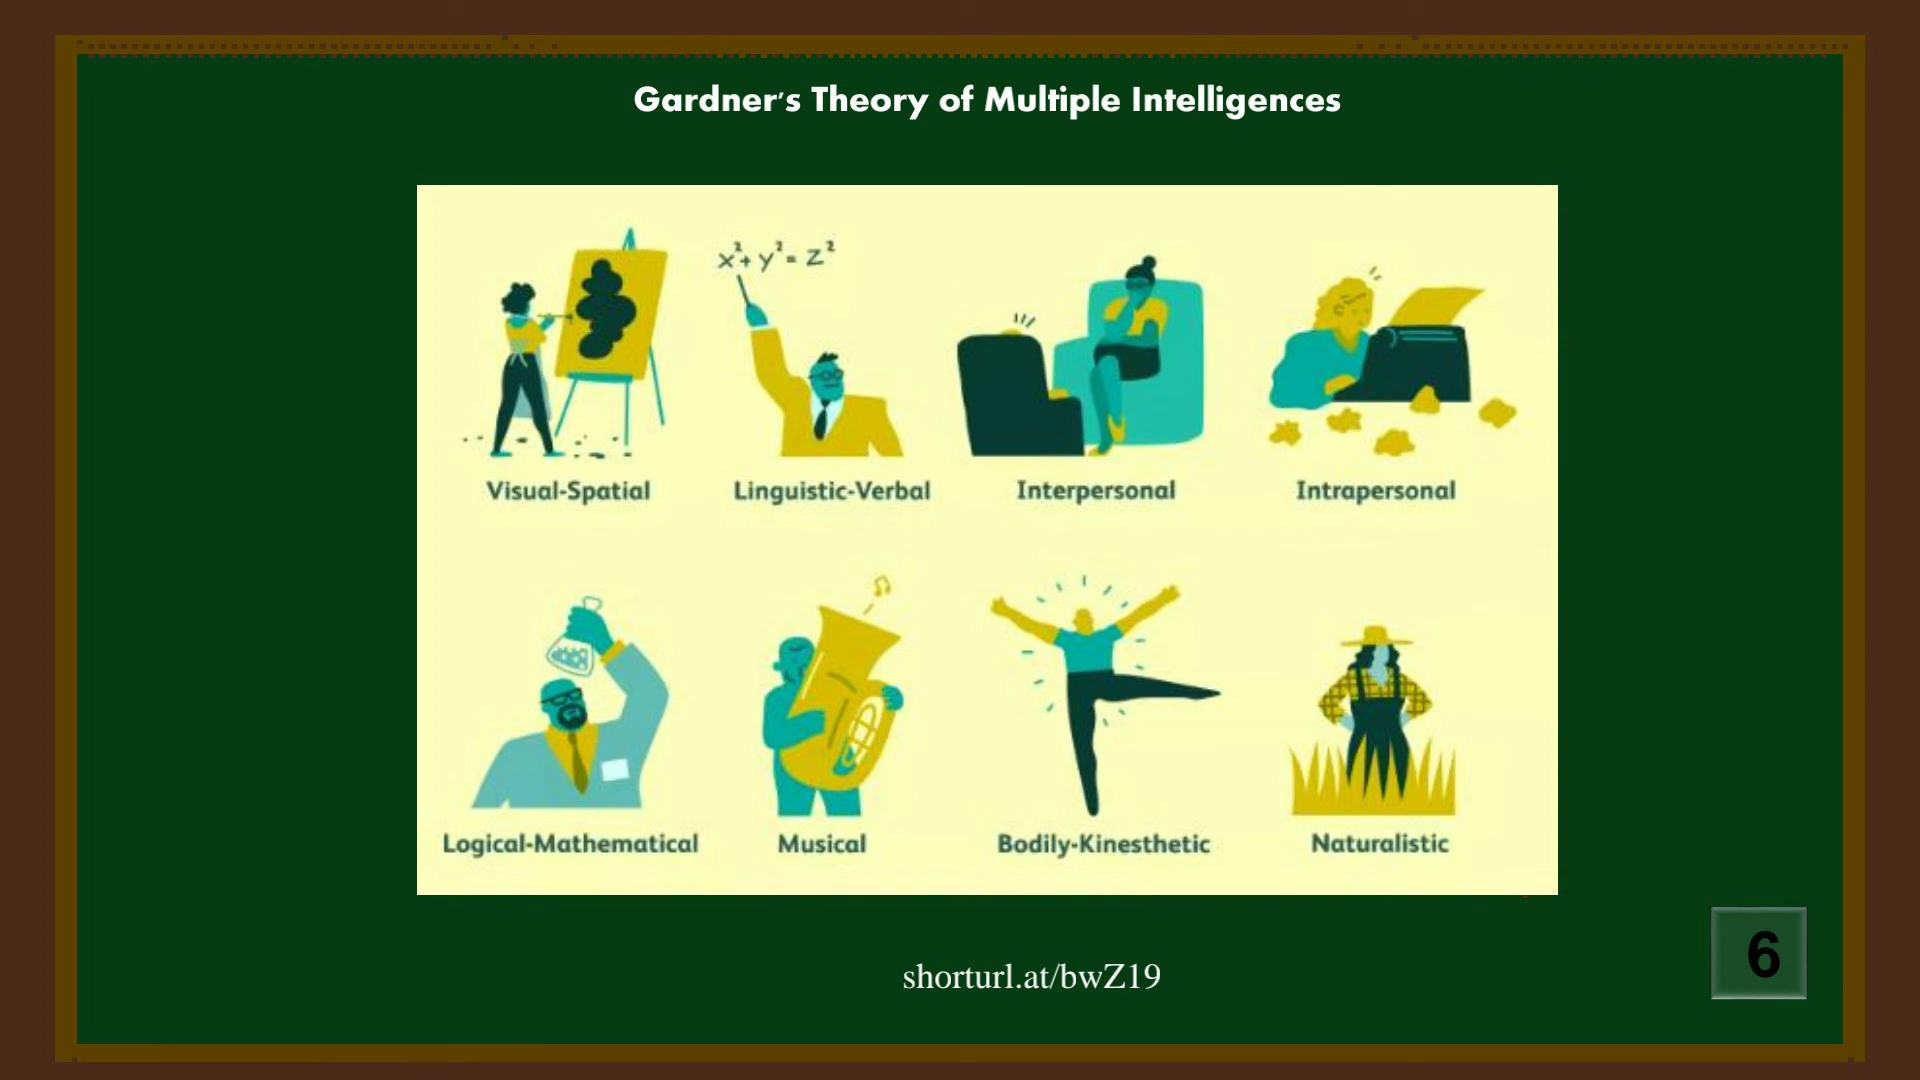 Gardner's Theory of Multiple Intelligences
x² + y² = z²
Visual-Spatial
Linguistic-Verbal
Interpersonal
Intrapersonal
Logical-Mathematical
Musical
Bodily-Kinesthetic
Naturalistic
6
shorturl.at/bwZ19